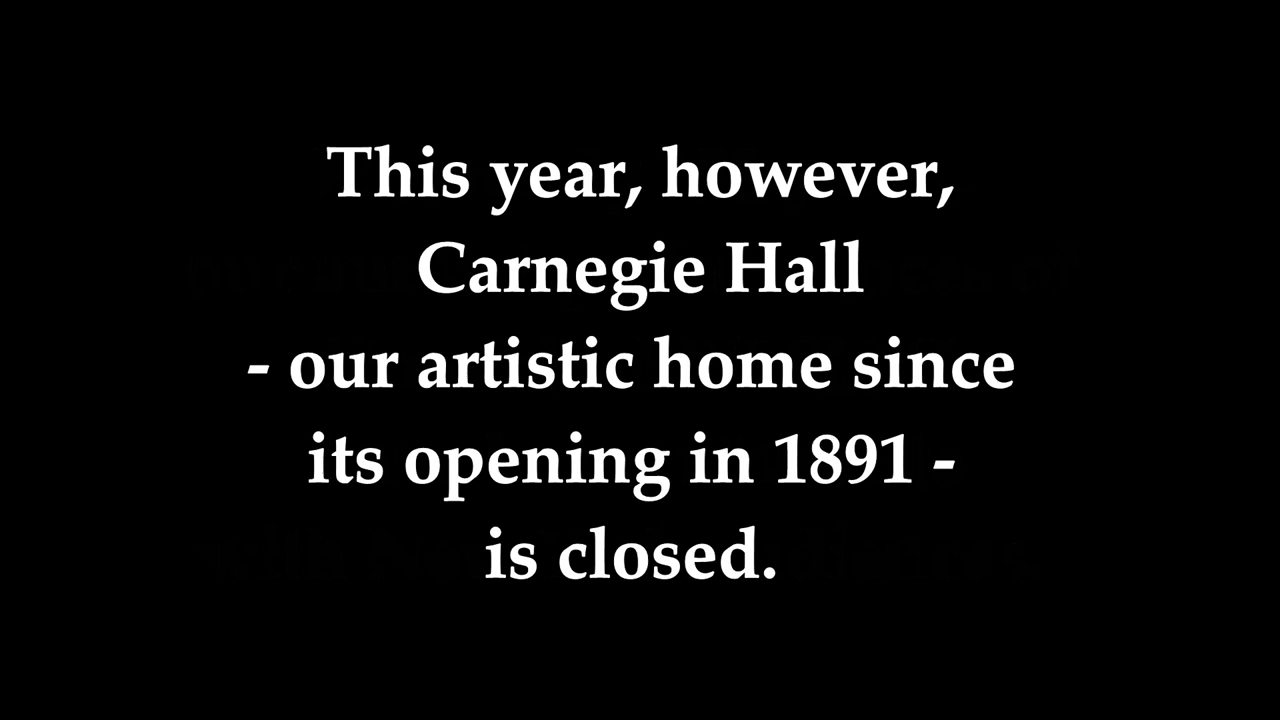 This year, however,
Carnegie Hall
- our artistic home since
its opening in 1891 -
is closed.